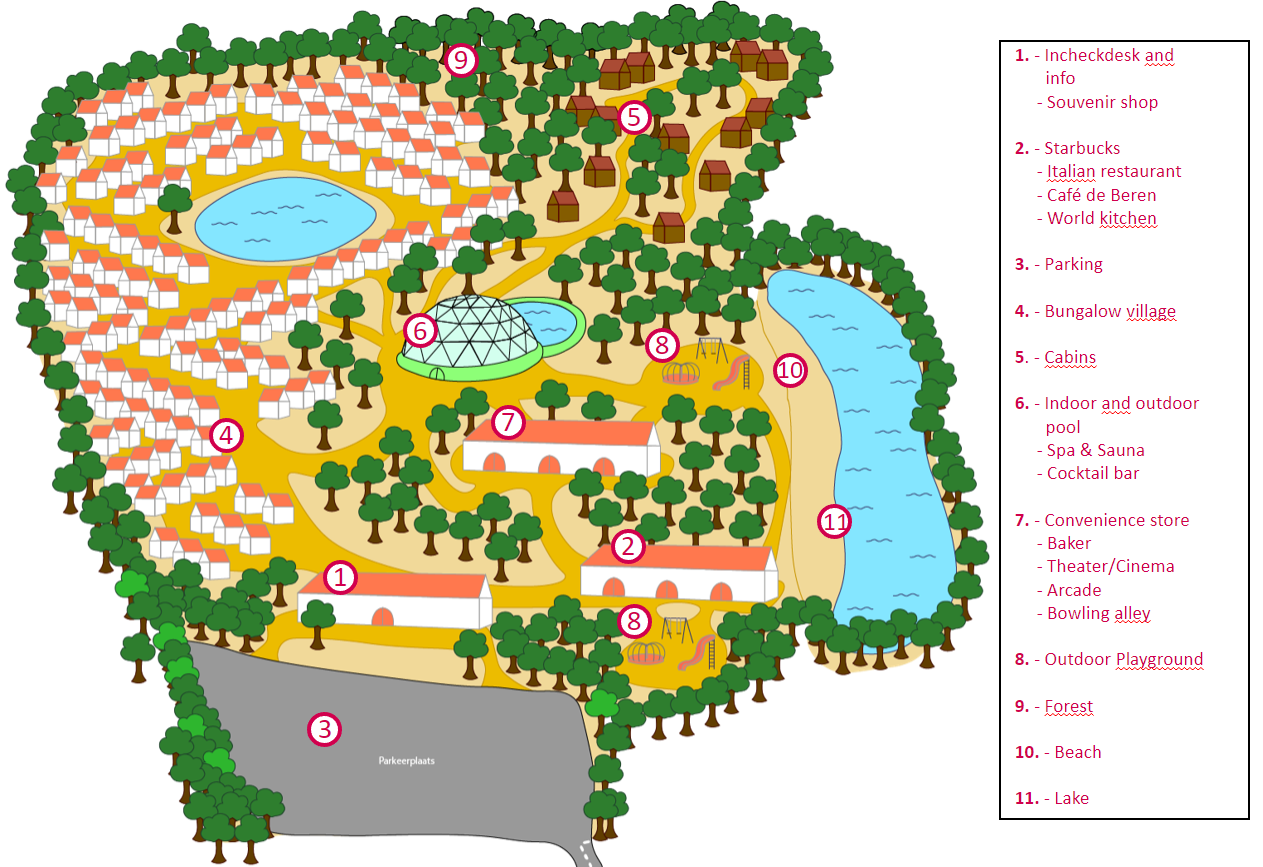 9
5
6
8
10
4
7
11
2
1
8
3
Parkeerplaats
1. - Incheckdesk and
info
- Souvenir shop
2. - Starbucks
- Italian restaurant
- Café de Beren
- World kitchen
3. - Parking
4. - Bungalow village
5. - Cabins
6. - Indoor and outdoor
pool
- Spa & Sauna
- Cocktail bar
7. - Convenience store
- Baker
- Theater/Cinema
- Arcade
- Bowling alley
8. - Outdoor Playground
9. - Forest
10. - Beach
11. - Lake